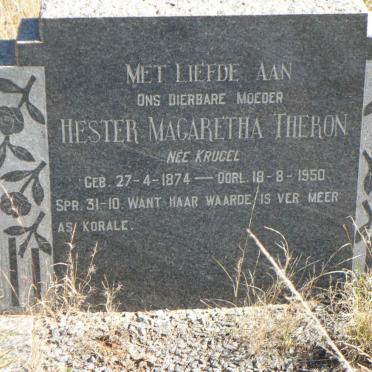 MET LIEFDE AAN
ONS DIERBARE MOEDER
HESTER MAGARETHA THERON
NÉE KRUGEL
GEB. 27-4-1874 — OORL. 18-8-1950
SPR. 31-10. WANT HAAR WAARDE IS VER MEER
AS KORALE.